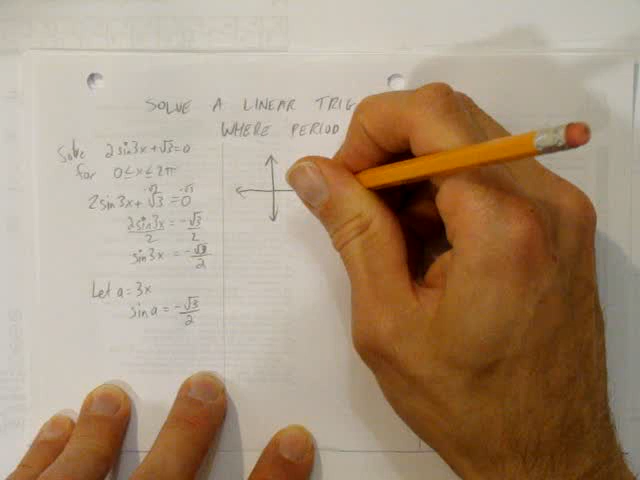 SOLVE A LINEAR TRIG
WHERE PERIOD
Solve 2sin3x+√3=0
for 0≤x≤2π
-√3 -√3
2sin3x+√3=0
2sin3x/2 = -√3/2
sin3x = -√3/2
Let a=3x
sin a = -√3/2